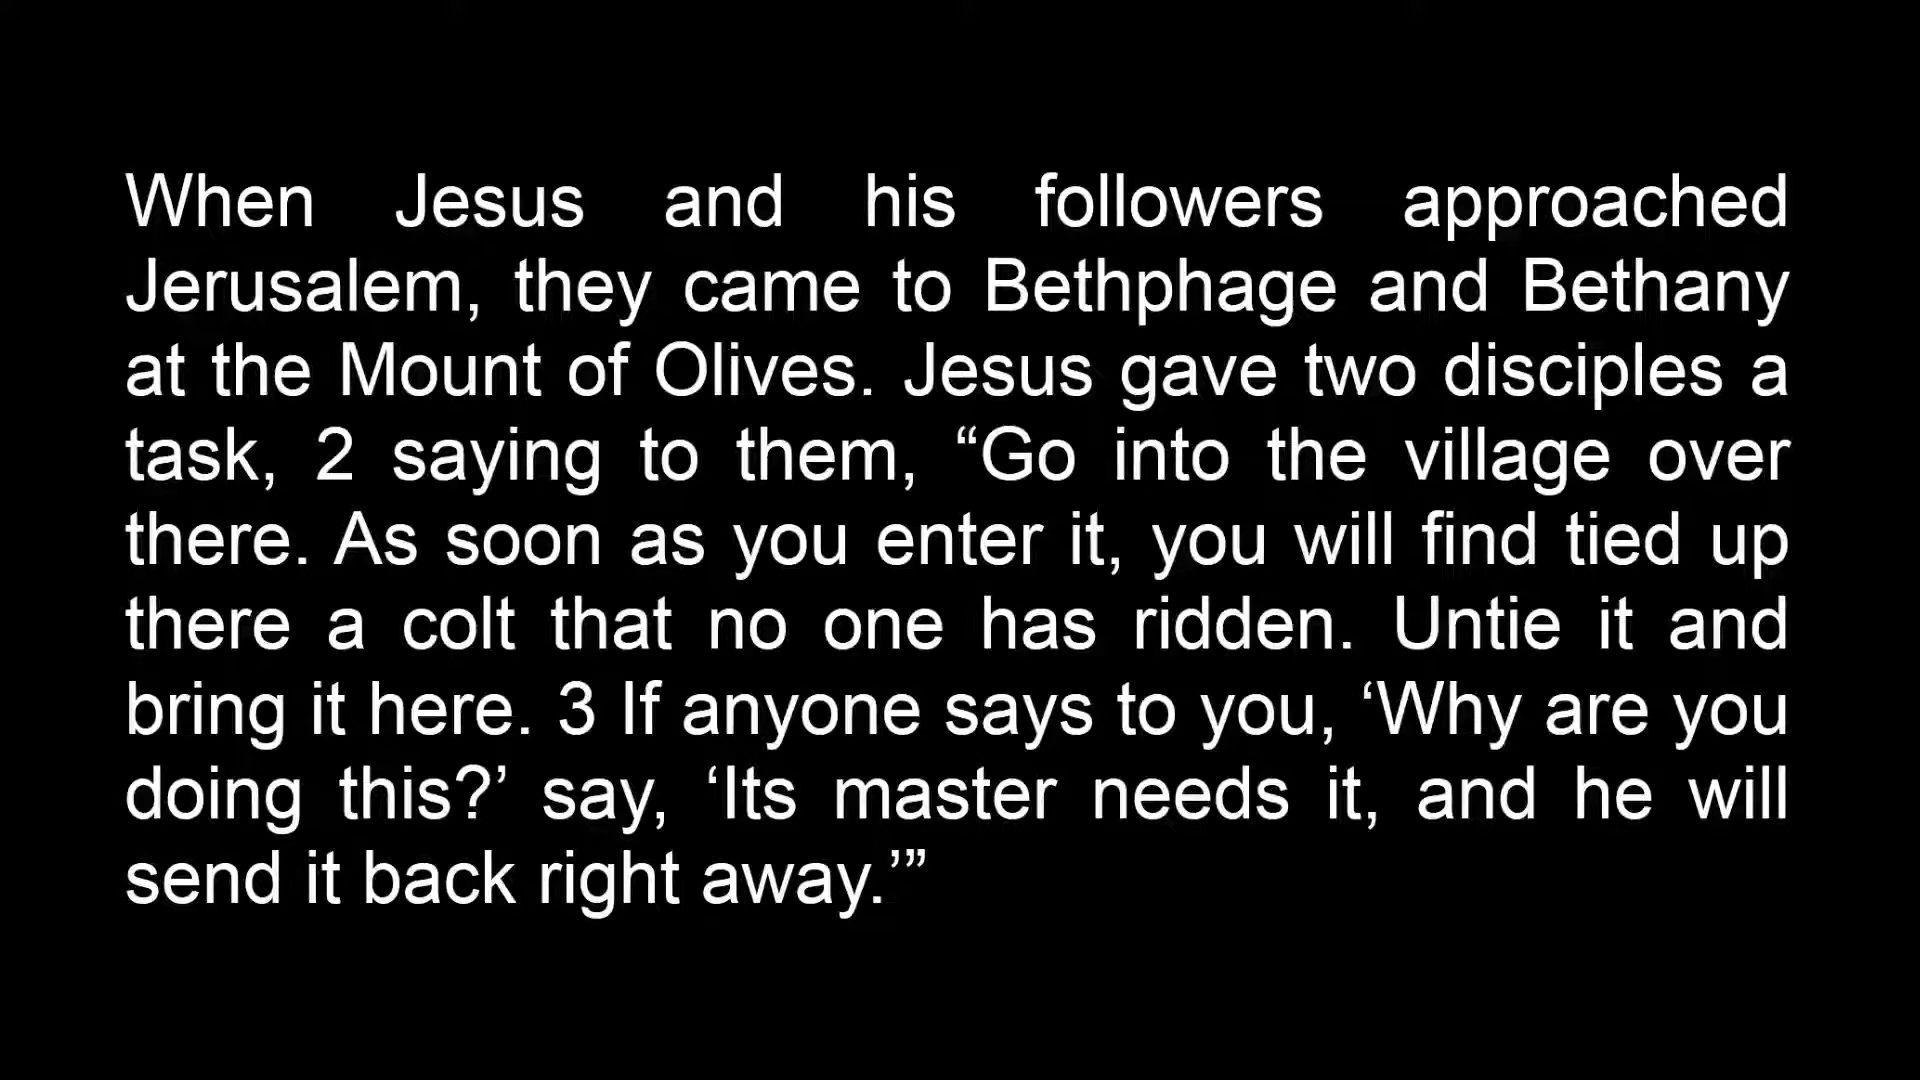 When Jesus and his followers approached
Jerusalem, they came to Bethphage and Bethany
at the Mount of Olives. Jesus gave two disciples a
task, 2 saying to them, “Go into the village over
there. As soon as you enter it, you will find tied up
there a colt that no one has ridden. Untie it and
bring it here. 3 If anyone says to you, ‘Why are you
doing this?’ say, ‘Its master needs it, and he will
send it back right away.’”